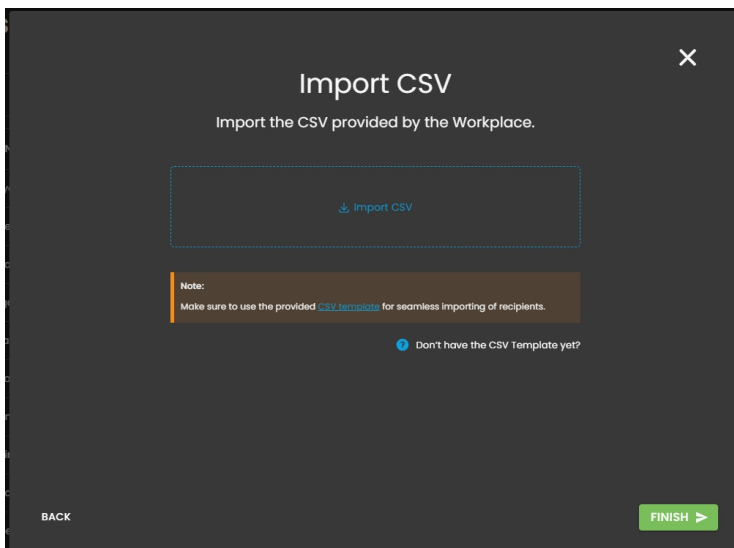 Import CSV
Import the CSV provided by the Workplace.
Import CSV
Note:
Make sure to use the provided CSV template for seamless importing of recipients.
? Don't have the CSV Template yet?
BACK
FINISH